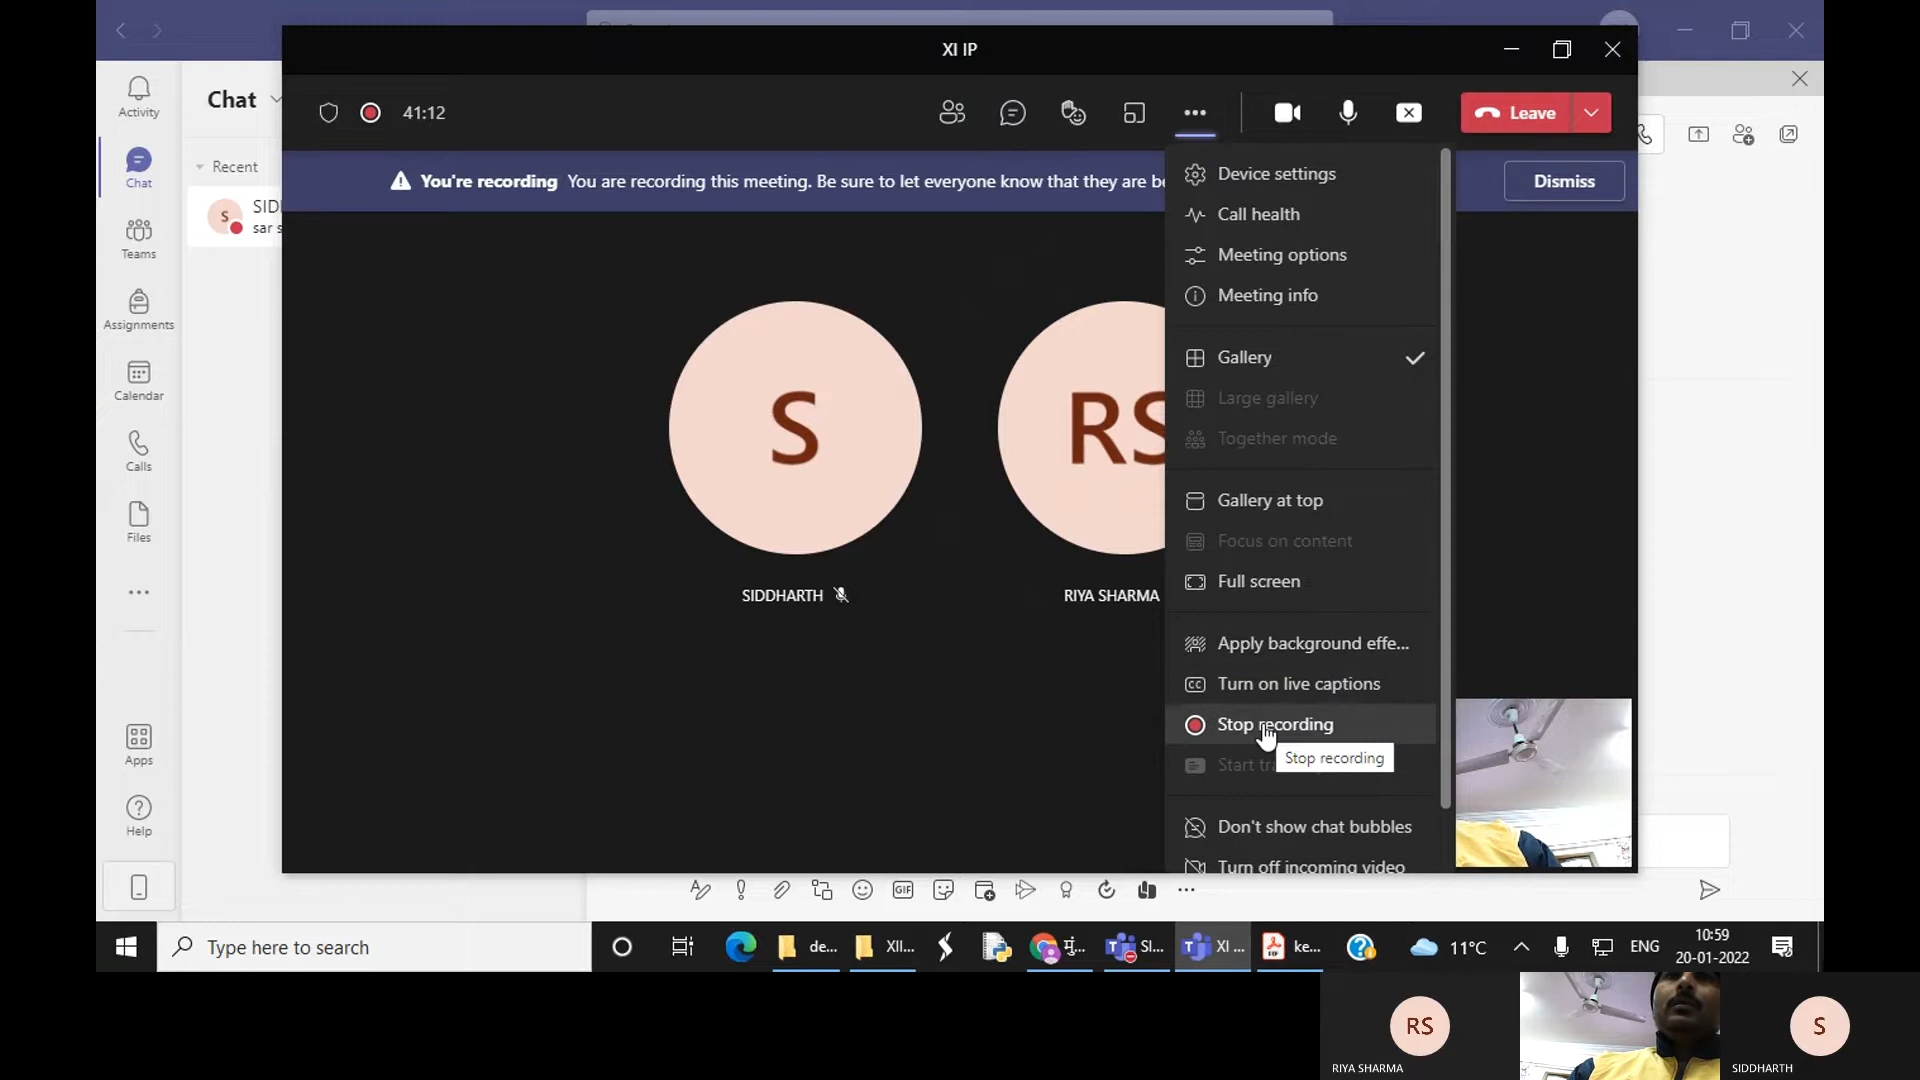 XI IP
Chat
41:12
Leave
Activity
Chat
Teams
Assignments
Calendar
Calls
Files
Apps
Help
Recent
S
SID
sar s
You're recording You are recording this meeting. Be sure to let everyone know that they are be
Dismiss
Device settings
Call health
Meeting options
Meeting info
Gallery
Large gallery
Together mode
Gallery at top
Focus on content
Full screen
Apply background effe...
CC Turn on live captions
Stop recording
Stop recording
Start tra
Don't show chat bubbles
Turn off incoming video
S
RS
SIDDHARTH
RIYA SHARMA
GIF
Type here to search
de...
XII...
SI...
XI ...
ke...
11°C
ENG
10:59
20-01-2022
RS
S
RIYA SHARMA
SIDDHARTH